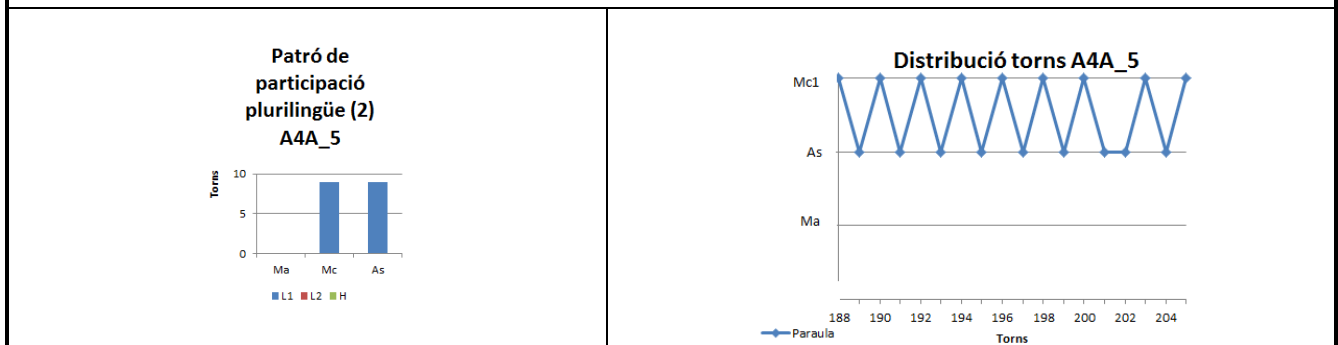 Patró de
participació
plurilingüe (2)
A4A_5
Torns
10
5
0
Ma Mc As
L1 L2 H
Distribució torns A4A_5
Mc1
As
Ma
188 190 192 194 196 198 200 202 204
Paraula
Torns